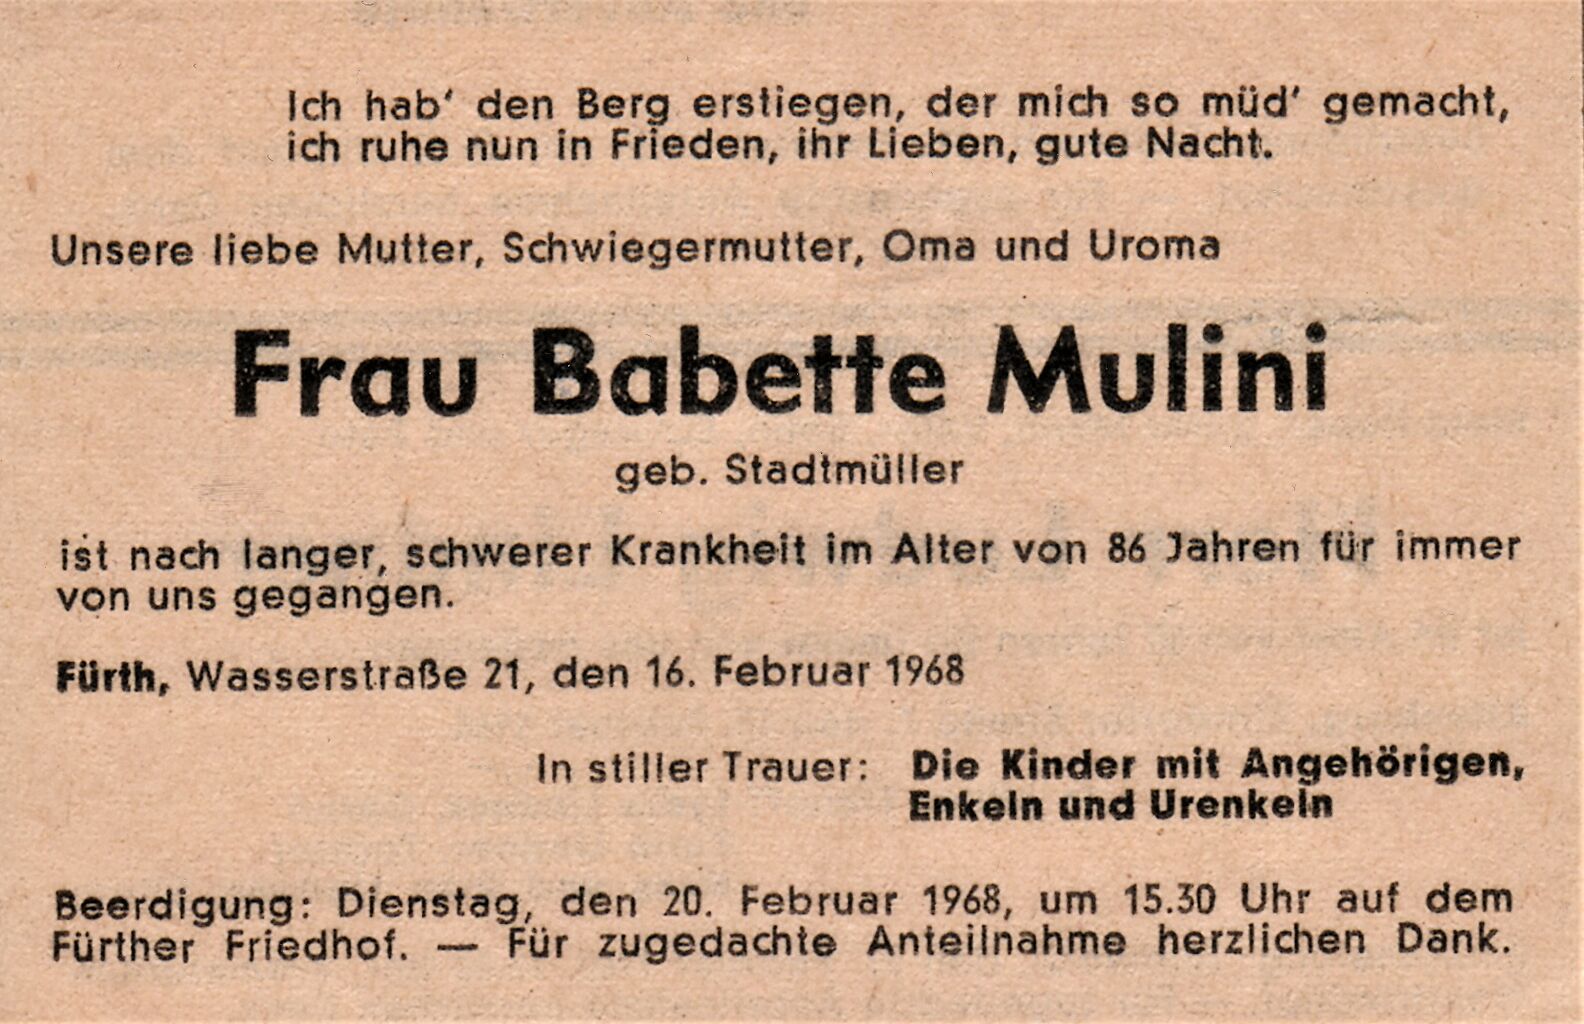 Ich hab' den Berg erstiegen, der mich so müd' gemacht,
ich ruhe nun in Frieden, ihr Lieben, gute Nacht.
Unsere liebe Mutter, Schwiegermutter, Oma und Uroma
Frau Babette Mulini
geb. Stadtmüller
ist nach langer, schwerer Krankheit im Alter von 86 Jahren für immer
von uns gegangen.
Fürth, Wasserstraße 21, den 16. Februar 1968
In stiller Trauer: Die Kinder mit Angehörigen,
Enkeln und Urenkeln
Beerdigung: Dienstag, den 20. Februar 1968, um 15.30 Uhr auf dem
Fürther Friedhof. — Für zugedachte Anteilnahme herzlichen Dank.